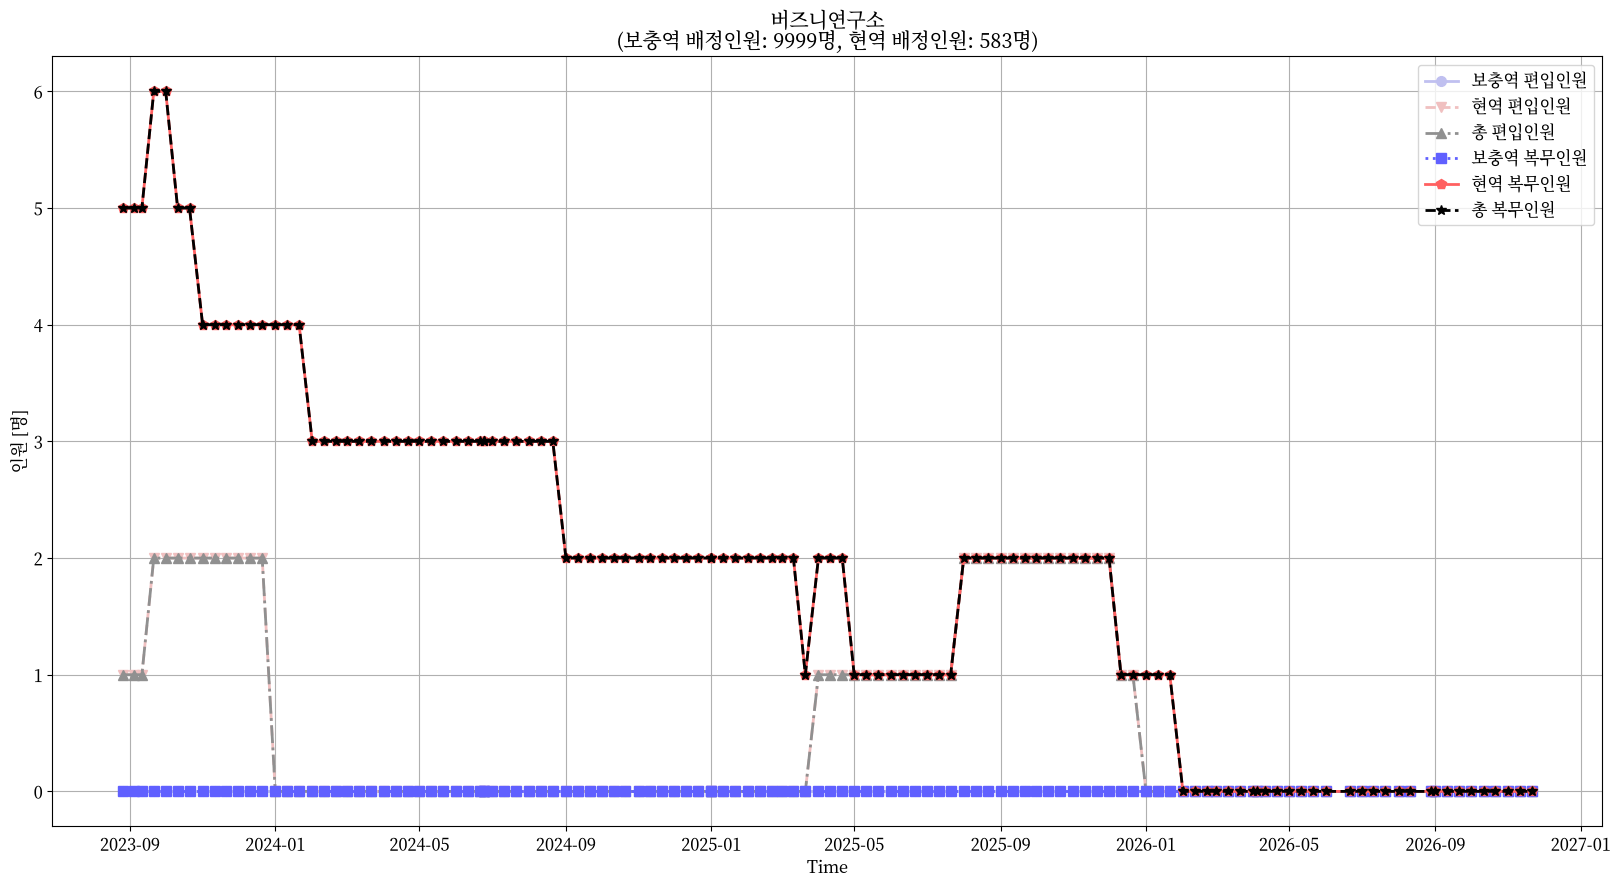 버즈니연구소
(보충역 배정인원: 9999명, 현역 배정인원: 583명)
보충역 편입인원
현역 편입인원
총 편입인원
보충역 복무인원
현역 복무인원
총 복무인원
인원 [명]
6
5
4
3
2
1
0
2023-09
2024-01
2024-05
2024-09
2025-01
2025-05
2025-09
2026-01
2026-05
2026-09
2027-01
Time